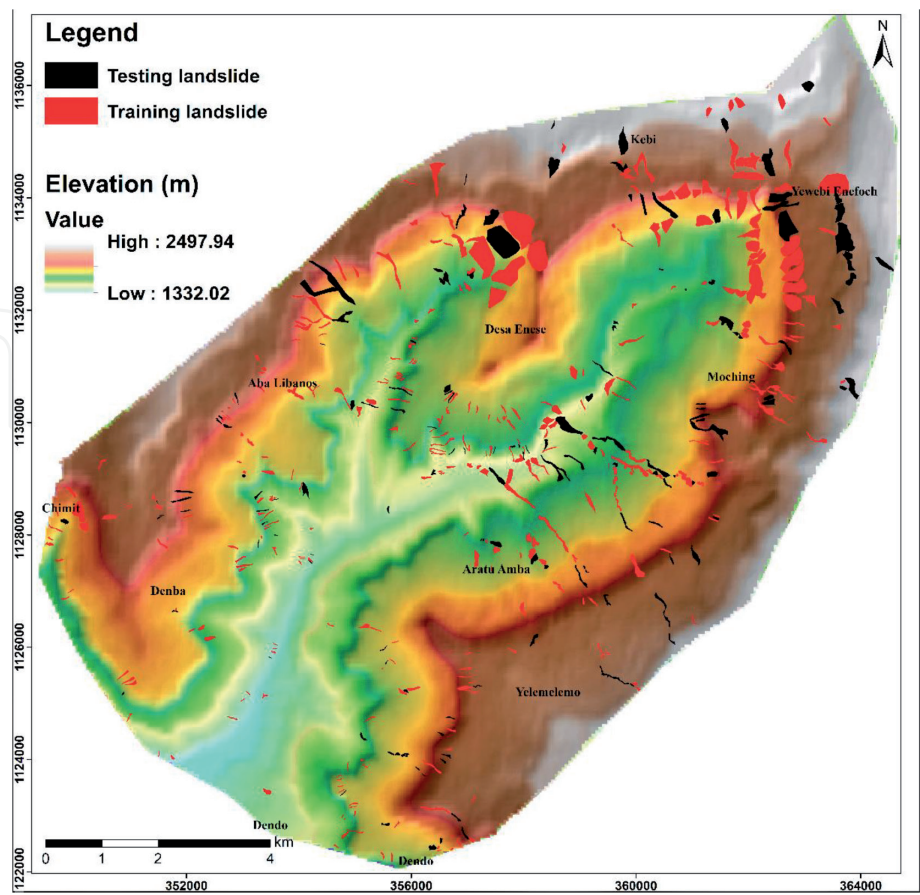 Legend
N
Testing landslide
Training landslide
Elevation (m)
Value
High : 2497.94
Low : 1332.02
Kebi
Yewebi Enefoch
Desa Enese
Aba Libanos
Moching
Chimit
Aratu Amba
Denba
Yelemelemo
Dendo
Dendo
km
0 1 2 4
1136000
1134000
1132000
1130000
1128000
1126000
1124000
1122000
352000 356000 360000 364000